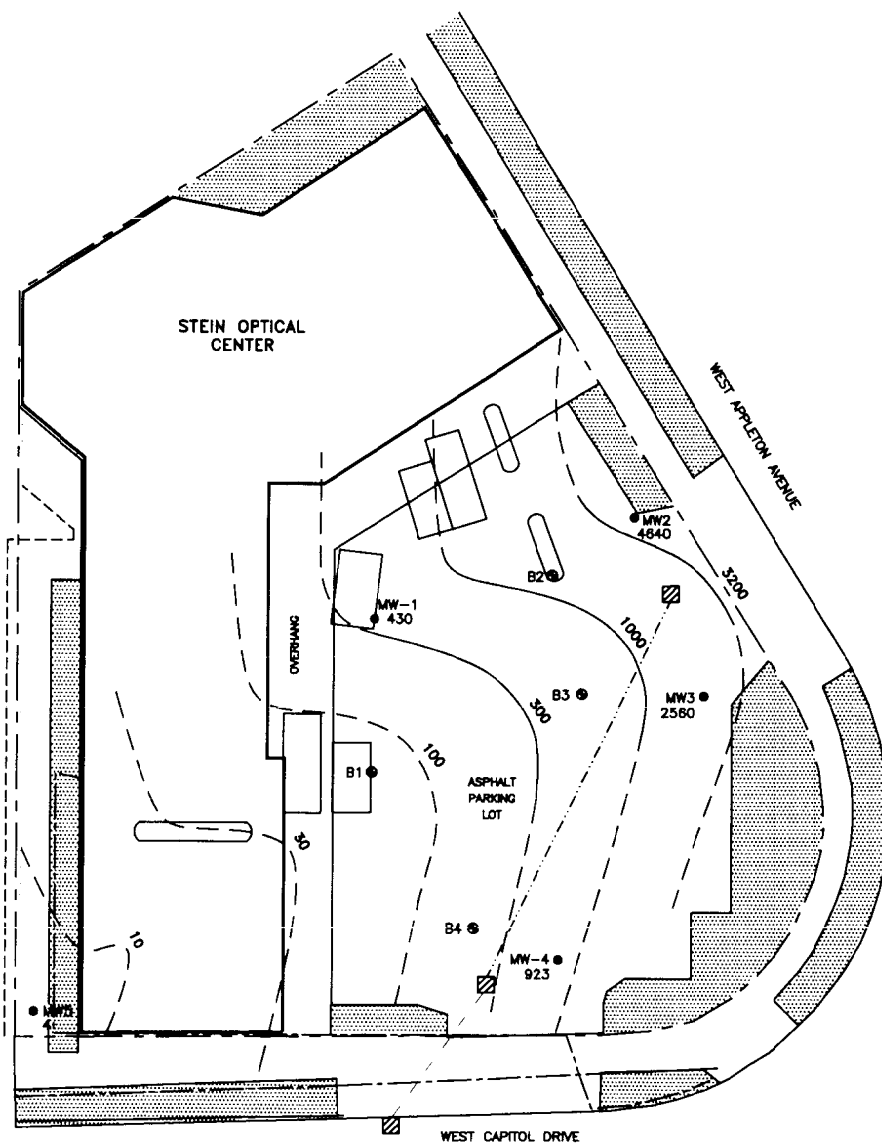 STEIN OPTICAL
CENTER
WEST APPLETON AVENUE
MW2
4640
B2
3200
MW-1
430
1000
OVERHANG
B3
MW3
2560
300
100
B1
ASPHALT
PARKING
LOT
30
B4
10
MW-4
923
WEST CAPITOL DRIVE